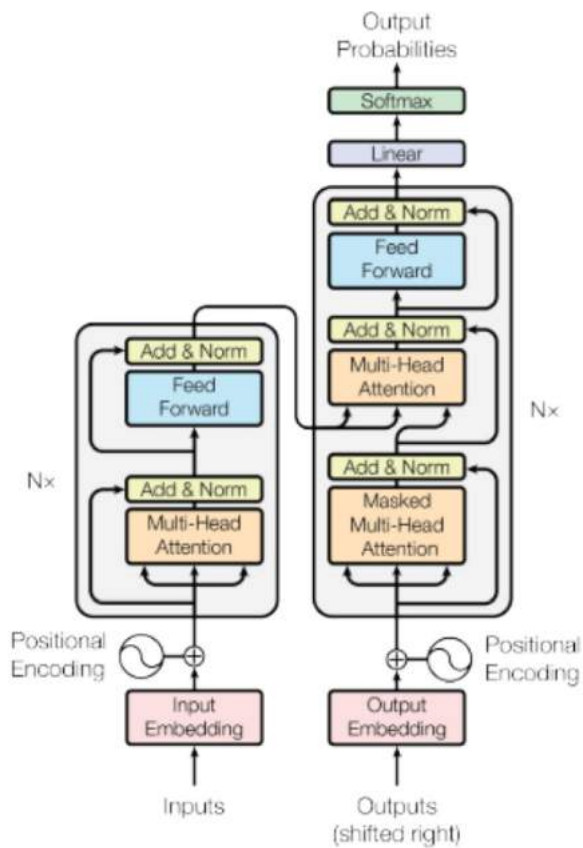 Output
Probabilities
Softmax
Linear
Add & Norm
Feed
Forward
Add & Norm
Multi-Head
Attention
Nx
Add & Norm
Masked
Multi-Head
Attention
Positional
Encoding
Output
Embedding
Outputs
(shifted right)
Add & Norm
Feed
Forward
Nx
Add & Norm
Multi-Head
Attention
Positional
Encoding
Input
Embedding
Inputs